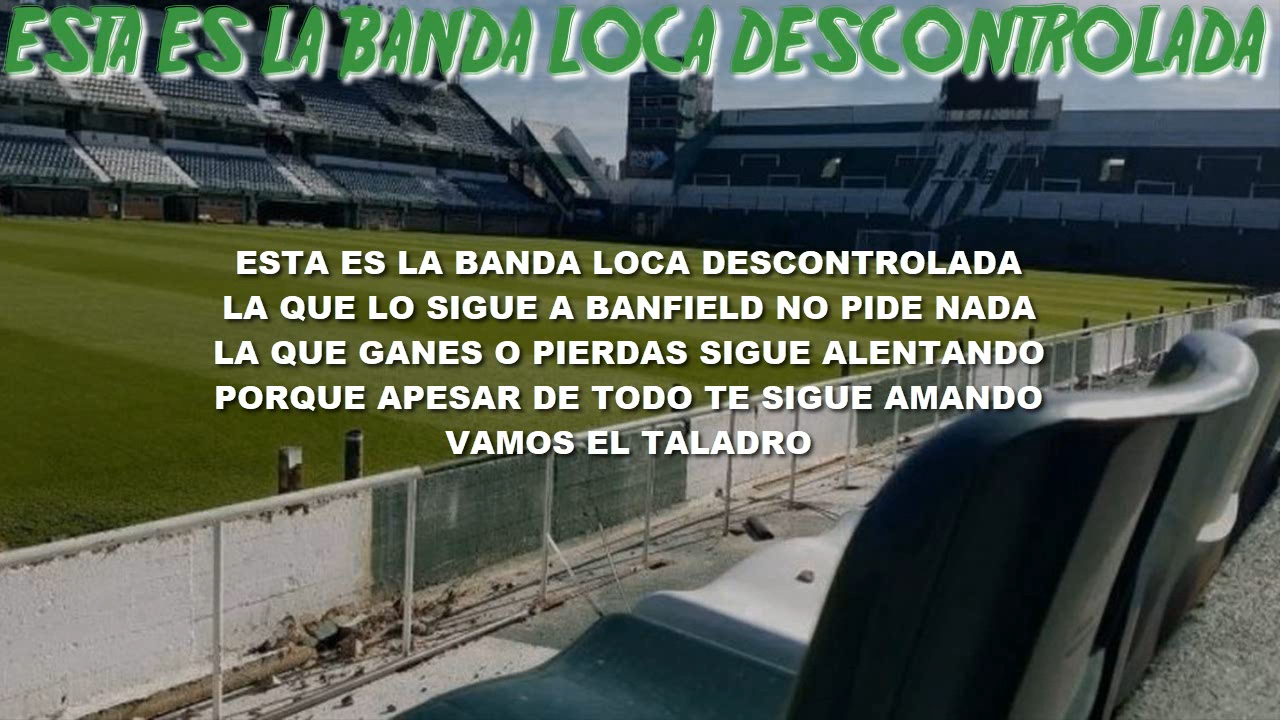 ESTA ES LA BANDA LOCA DESCONTROLADA
ESTA ES LA BANDA LOCA DESCONTROLADA
LA QUE LO SIGUE A BANFIELD NO PIDE NADA
LA QUE GANES O PIERDAS SIGUE ALENTANDO
PORQUE APESAR DE TODO TE SIGUE AMANDO
VAMOS EL TALADRO